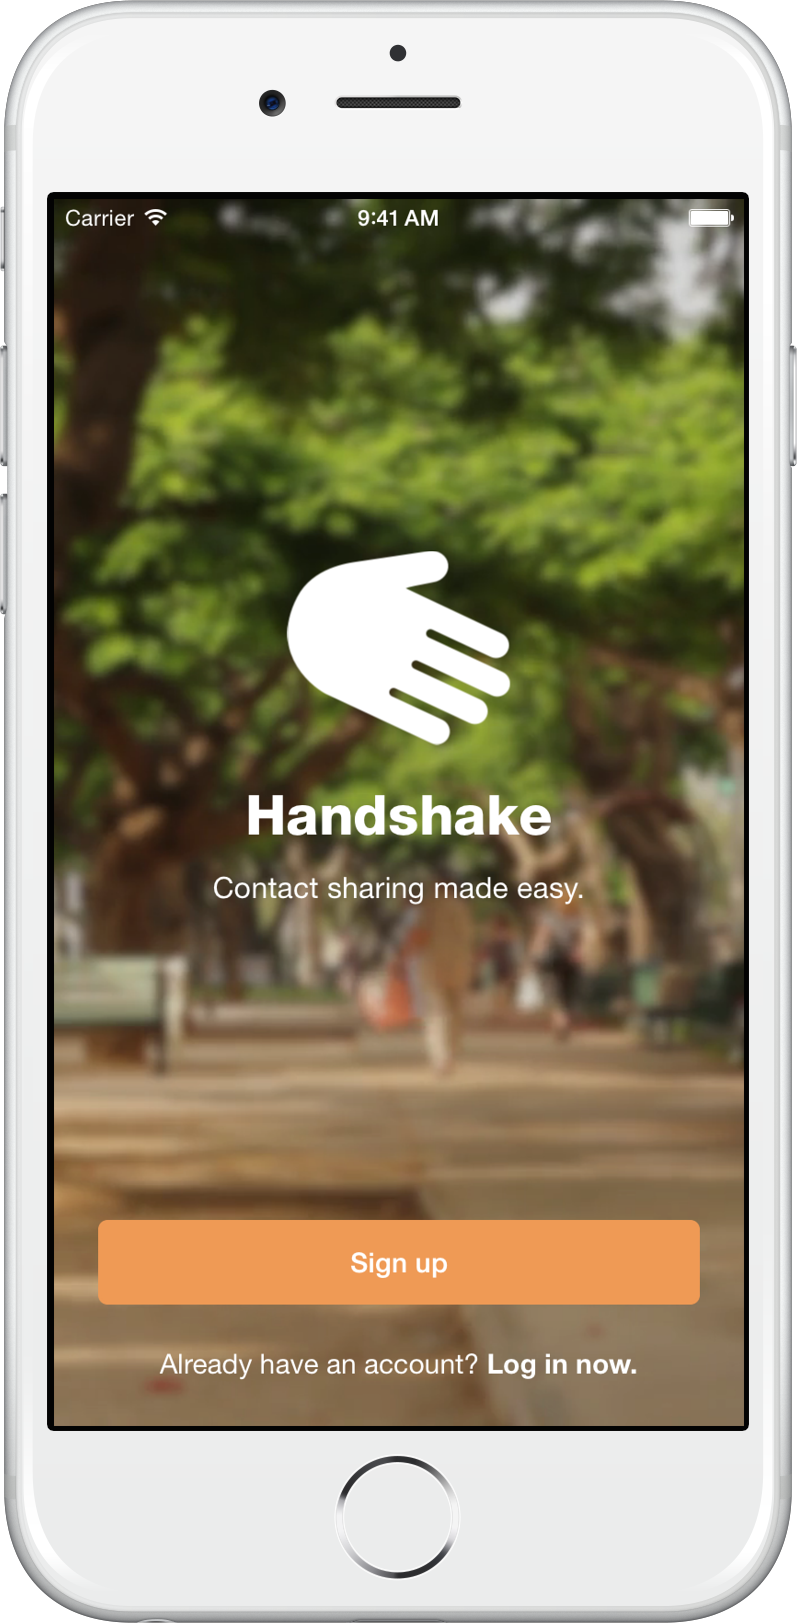 Carrier 9:41 AM
Handshake
Contact sharing made easy.
Sign up
Already have an account? Log in now.